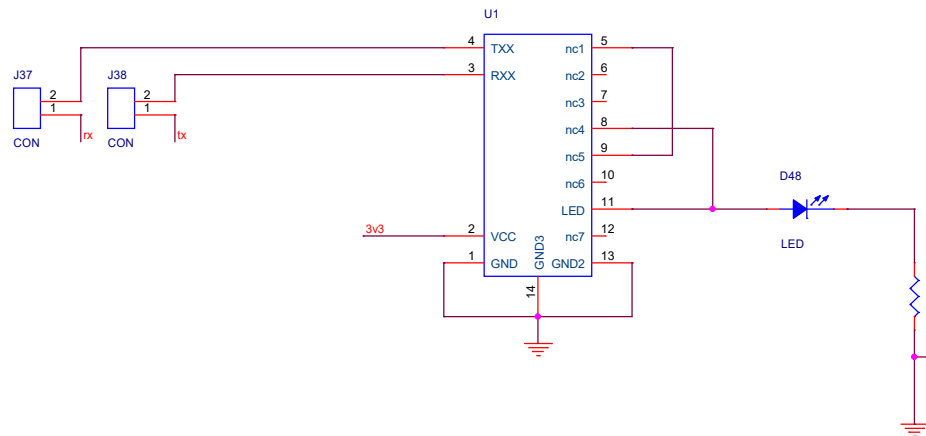 U1
4 TXX nc1 5
J37 J38 3 RXX nc2 6
2 2 nc3 7
1 1
rx tx nc4 8
CON CON
nc5 9
nc6 10
D48
LED 11
3v3 2 VCC nc7 12
LED
1 GND GND3 GND2 13
14